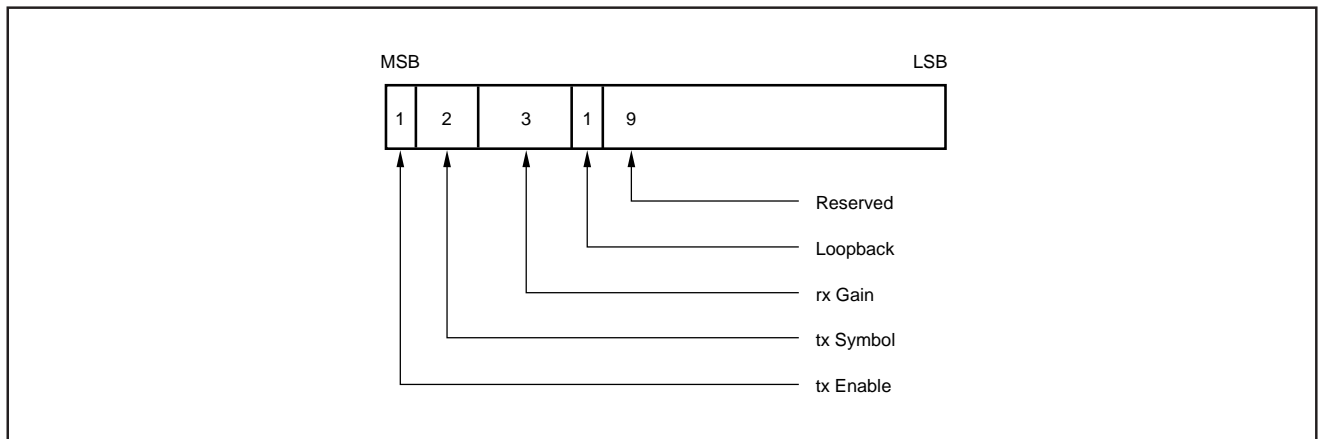 MSB LSB
1 2 3 1 9
Reserved
Loopback
rx Gain
tx Symbol
tx Enable